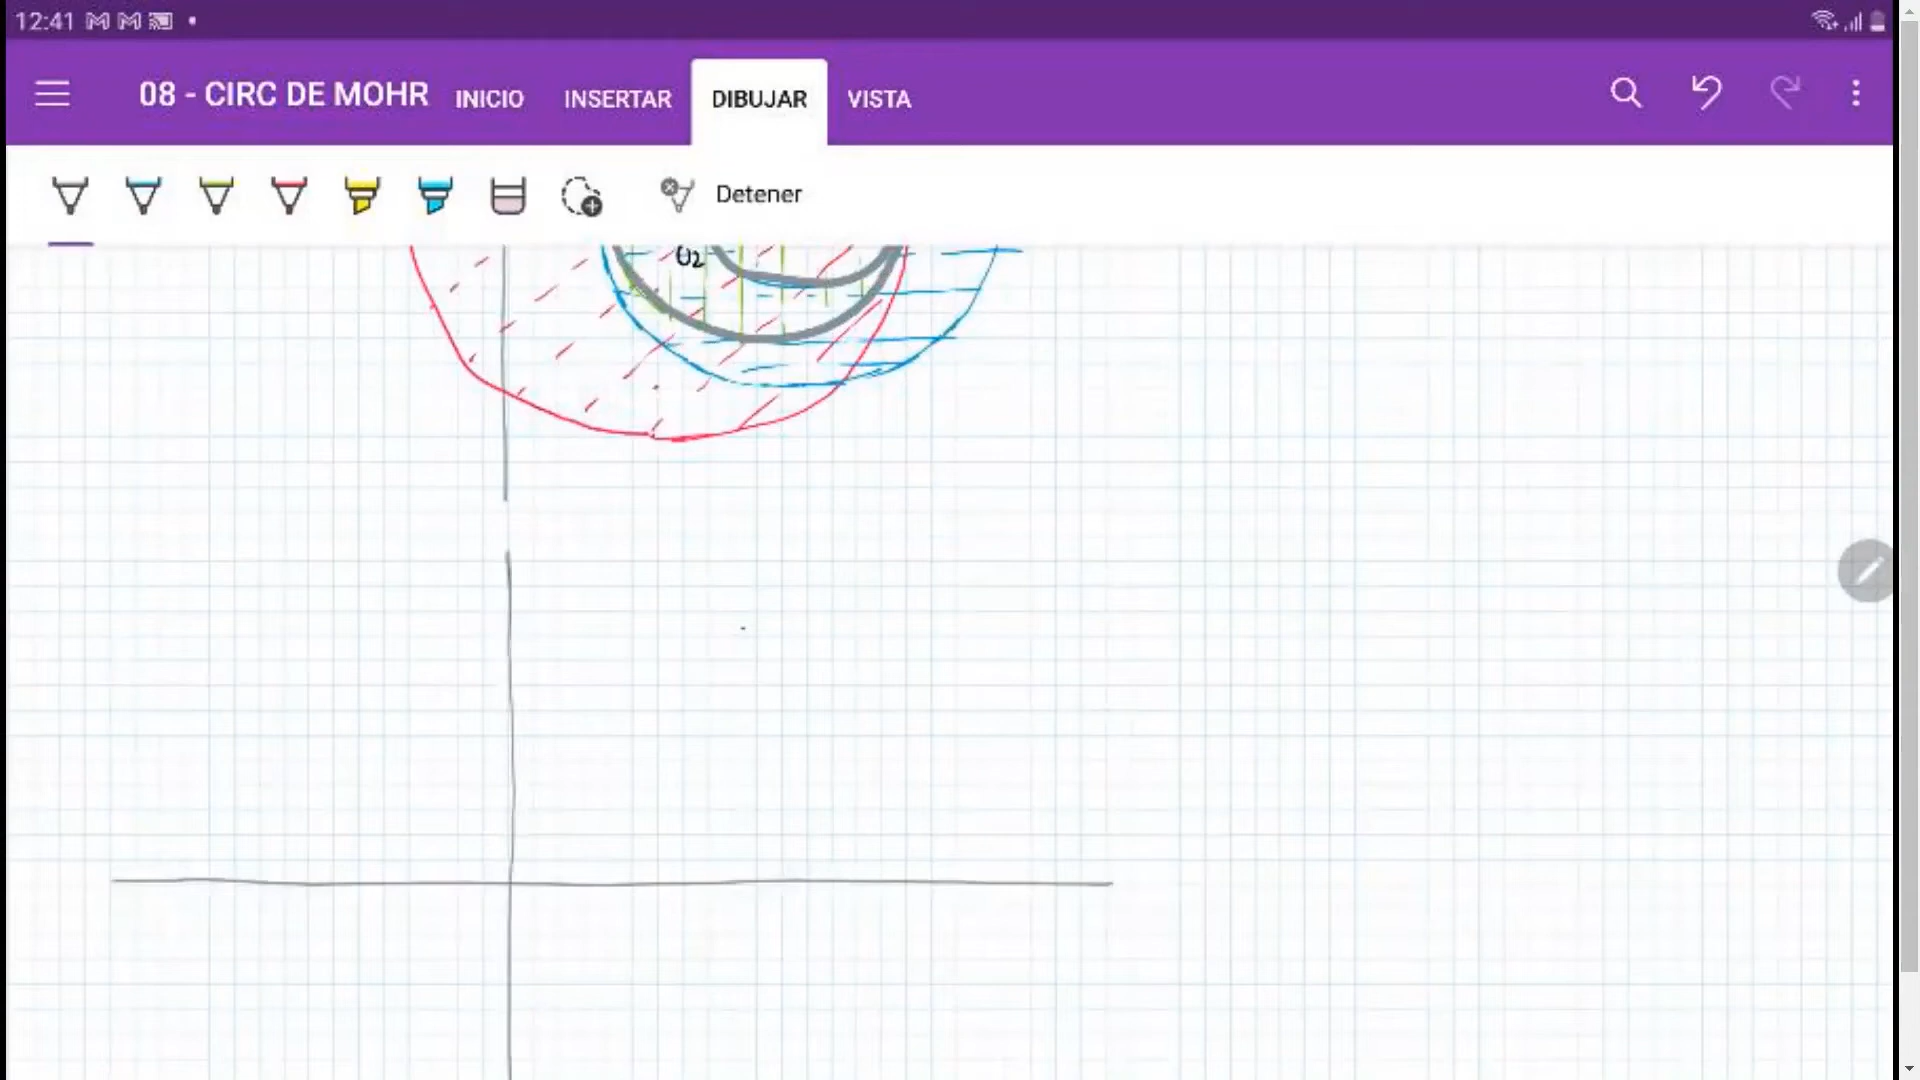 12:41
08 - CIRC DE MOHR INICIO INSERTAR DIBUJAR VISTA
Detener
σ₂